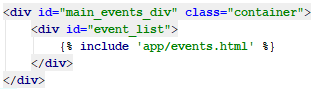 <div id="main_events_div" class="container">
    <div id="event_list">
        {% include 'app/events.html' %}
    </div>
</div>